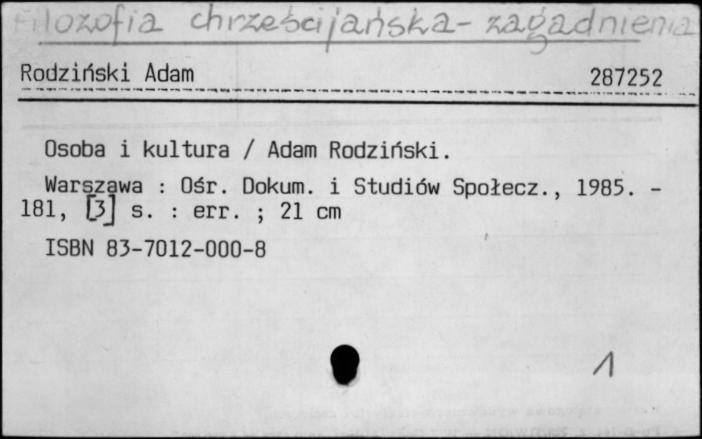 Filozofia chrześcijańska - zagadnienia
Rodziński Adam 287252
Osoba i kultura / Adam Rodziński.
Warszawa : Ośr. Dokum. i Studiów Społecz., 1985. -
181, [3] s. : err. ; 21 cm
ISBN 83-7012-000-8
1